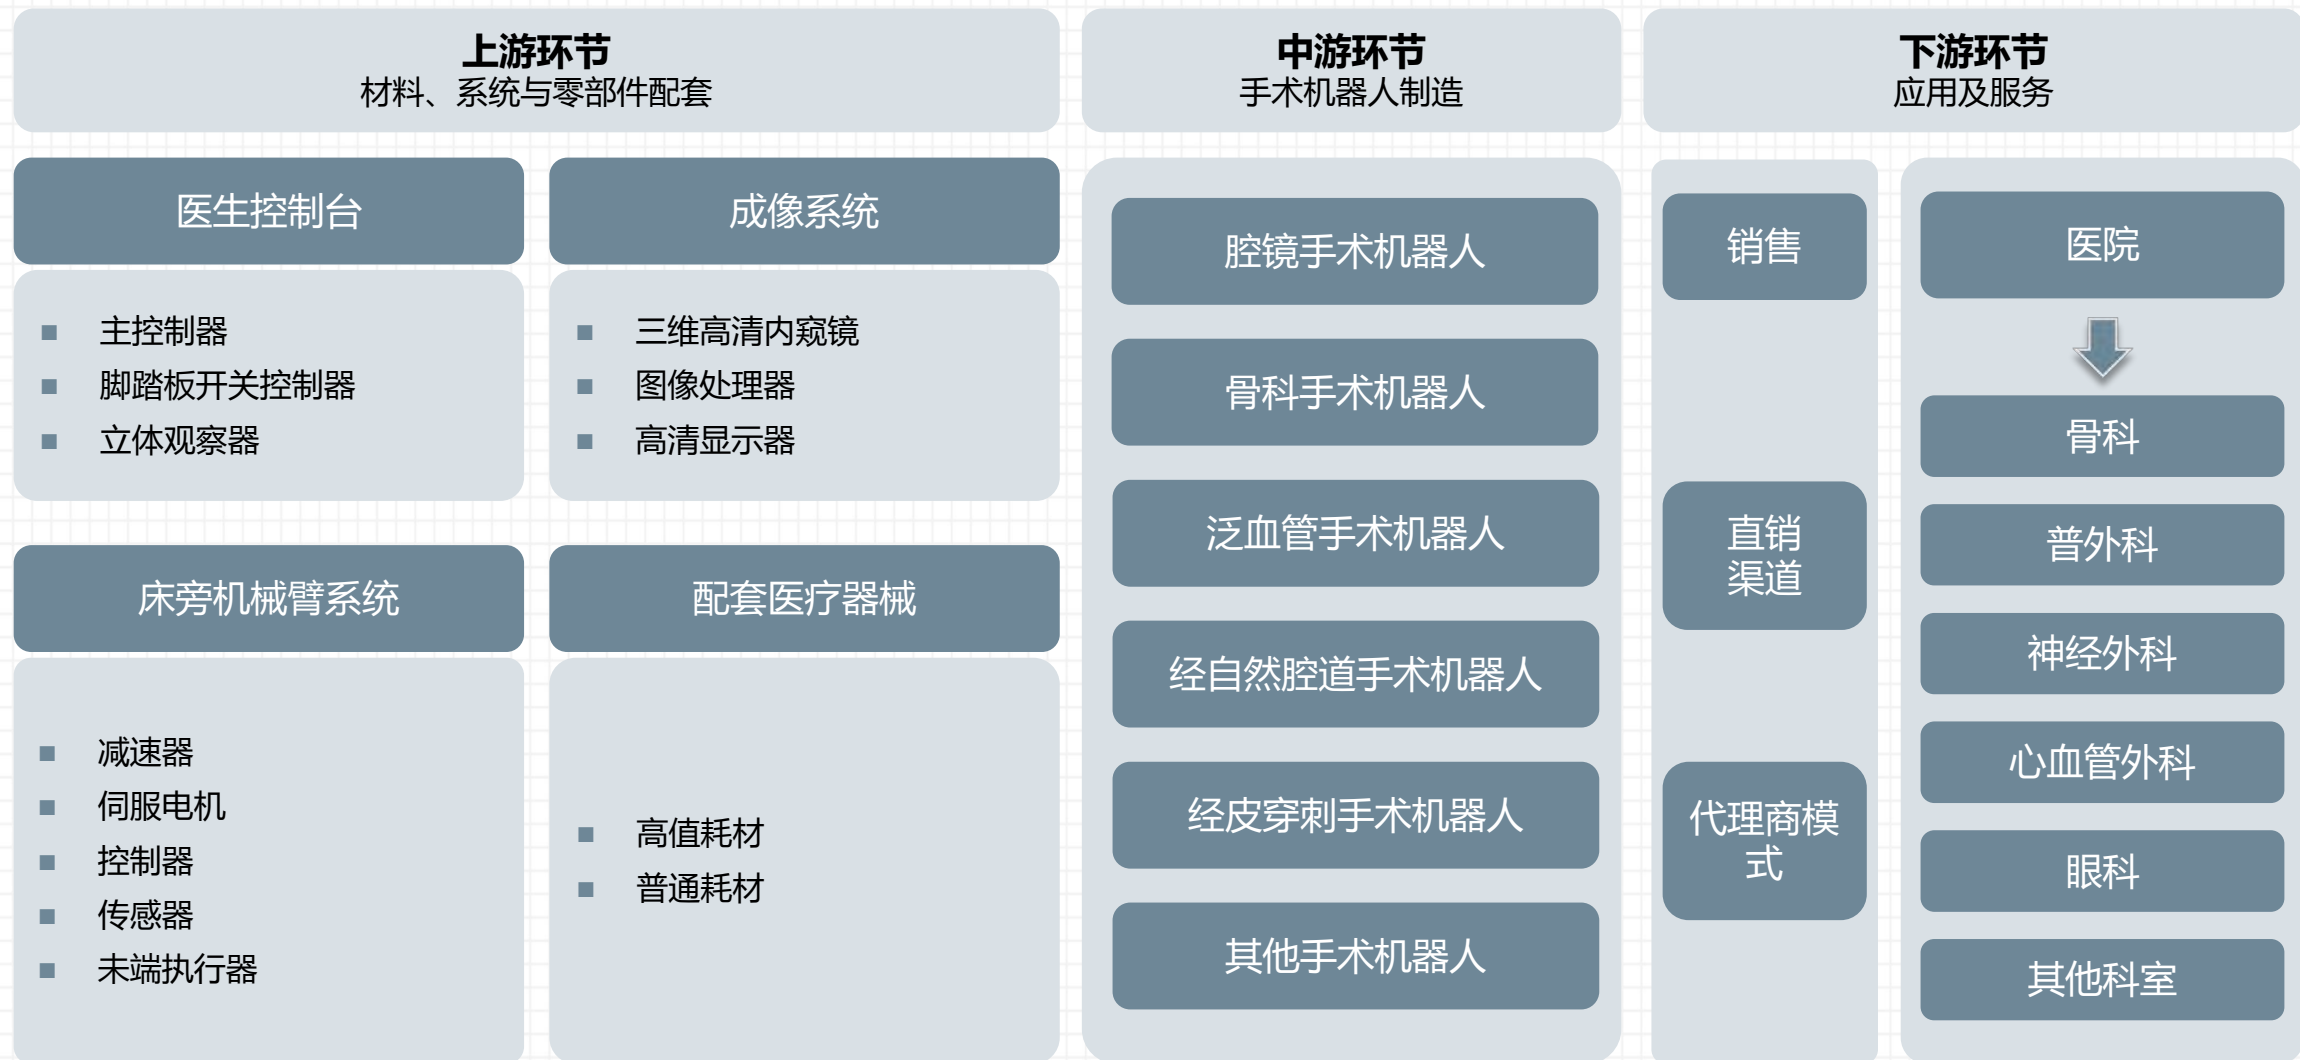 上游环节
材料、系统与零部件配套
医生控制台
主控制器
脚踏板开关控制器
立体观察器
成像系统
三维高清内窥镜
图像处理器
高清显示器
床旁机械臂系统
减速器
伺服电机
控制器
传感器
未端执行器
配套医疗器械
高值耗材
普通耗材
中游环节
手术机器人制造
腔镜手术机器人
骨科手术机器人
泛血管手术机器人
经自然腔道手术机器人
经皮穿刺手术机器人
其他手术机器人
下游环节
应用及服务
销售
直销
渠道
代理商模
式
医院
骨科
普外科
神经外科
心血管外科
眼科
其他科室